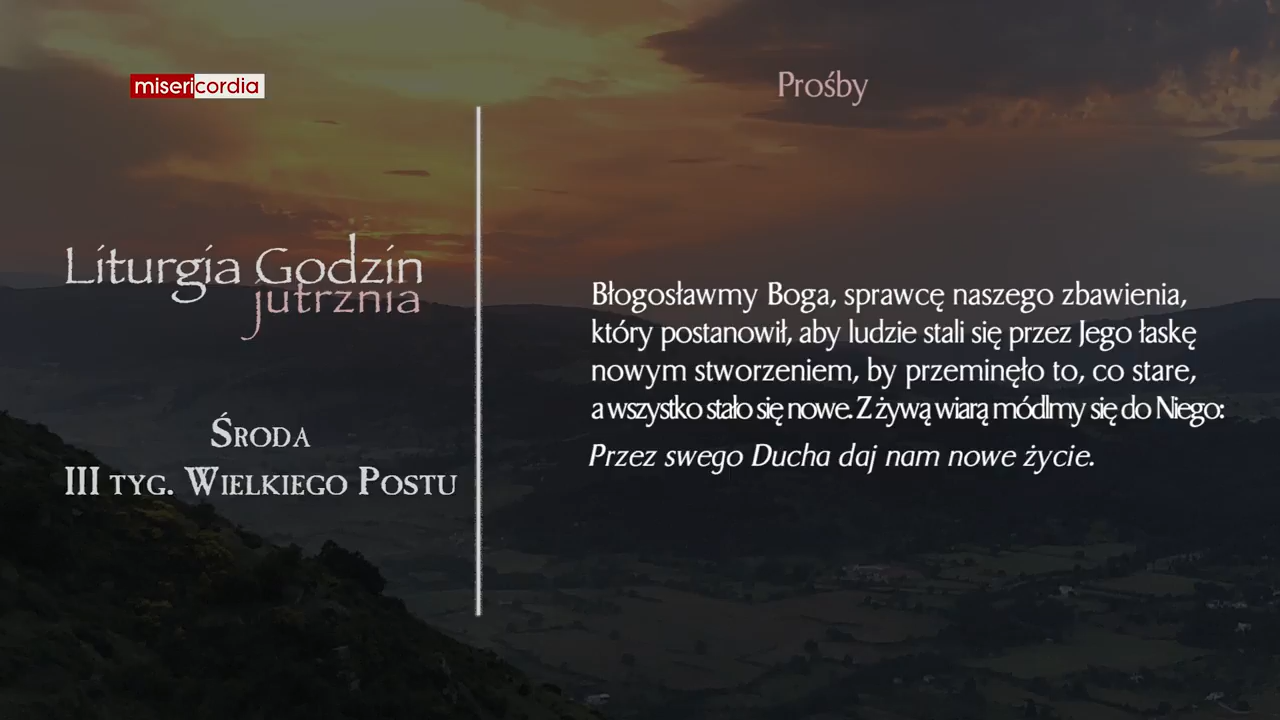 misericordia
Liturgia Godzin
jutrznia
Środa
III tyg. Wielkiego Postu
Prośby
Błogosławmy Boga, sprawcę naszego zbawienia,
który postanowił, aby ludzie stali się przez Jego łaskę
nowym stworzeniem, by przeminęło to, co stare,
a wszystko stało się nowe. Z żywą wiarą módlmy się do Niego:
Przez swego Ducha daj nam nowe życie.